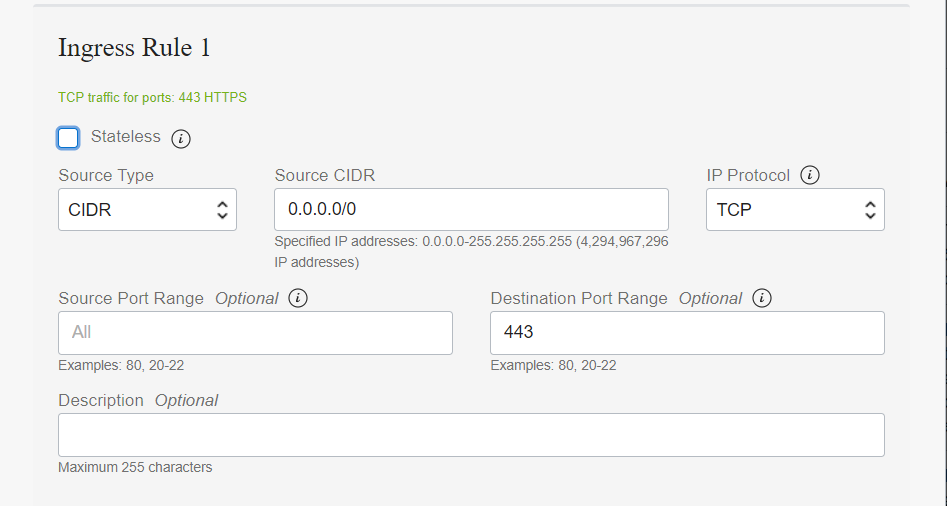 Ingress Rule 1
TCP traffic for ports: 443 HTTPS
Stateless i
Source Type
CIDR
Source CIDR
0.0.0.0/0
Specified IP addresses: 0.0.0.0-255.255.255.255 (4,294,967,296
IP addresses)
IP Protocol i
TCP
Source Port Range Optional i
All
Examples: 80, 20-22
Destination Port Range Optional i
443
Examples: 80, 20-22
Description Optional
Maximum 255 characters